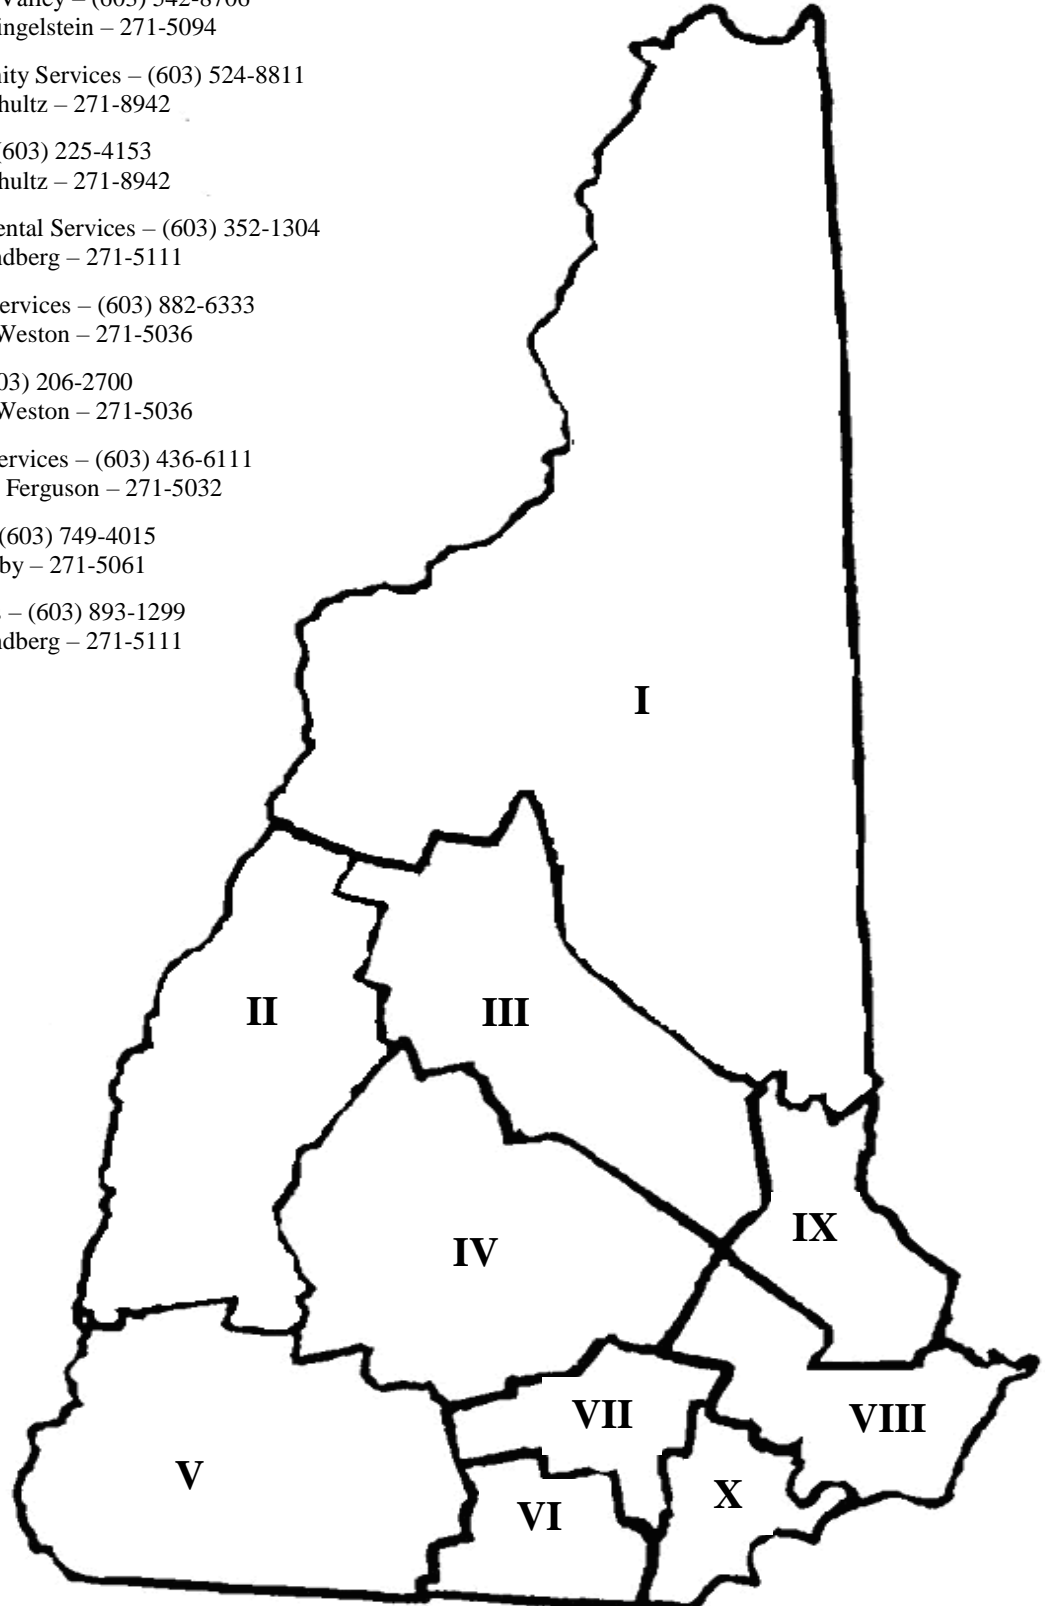 Valley – (603) 542-8706
ingelstein – 271-5094
ity Services – (603) 524-8811
hultz – 271-8942
(603) 225-4153
hultz – 271-8942
ental Services – (603) 352-1304
dberg – 271-5111
ervices – (603) 882-6333
Weston – 271-5036
03) 206-2700
Weston – 271-5036
ervices – (603) 436-6111
Ferguson – 271-5032
(603) 749-4015
by – 271-5061
– (603) 893-1299
dberg – 271-5111
I
II
III
IV
IX
VII
VIII
V
X
VI